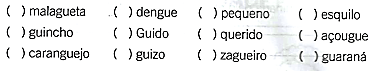 ( ) malagueta ( ) dengue ( ) pequeno ( ) esquilo
( ) guincho ( ) Guido ( ) querido ( ) açougue
( ) caranguejo ( ) guizo ( ) zagueiro ( ) guaraná